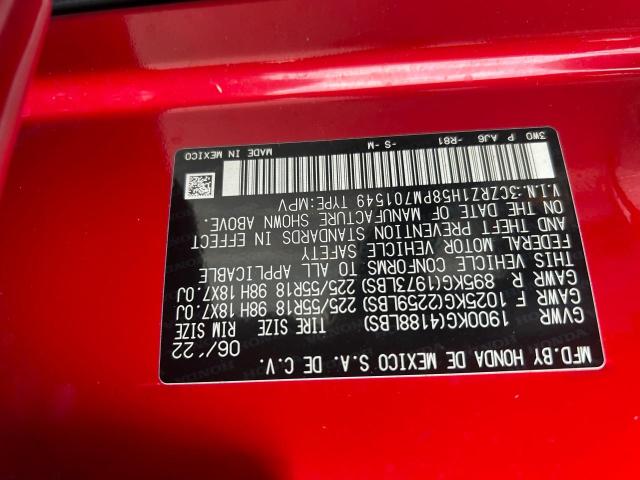 MFD.BY HONDA DE MEXICO S.A. DE C.V.
06/'22
GVWR 1900KG(4188LBS) TIRE SIZE RIM SIZE
GAWR F 1025KG(2259LBS) 225/55R18 98H 18X7.0J
GAWR R 895KG(1973LBS) 225/55R18 98H 18X7.0J
THIS VEHICLE CONFORMS TO ALL APPLICABLE
FEDERAL MOTOR VEHICLE SAFETY
AND THEFT PREVENTION STANDARDS IN EFFECT
ON THE DATE OF MANUFACTURE SHOWN ABOVE.
V.I.N.:3CZRZ1H58PM701549 TYPE:MPV
3WO P AJ6 -R81 -S -M MADE IN MEXICO